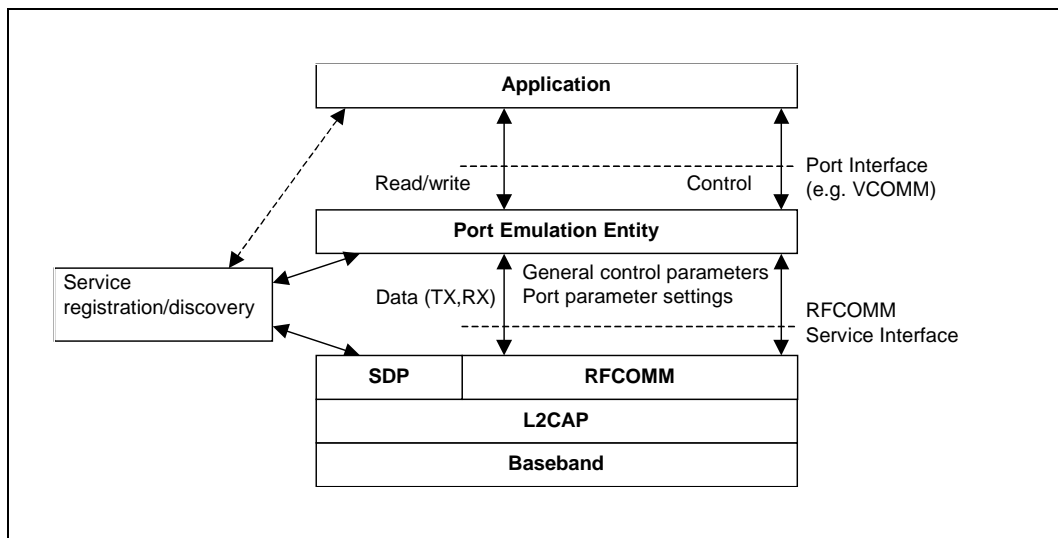 Application
Read/write
Control
Port Interface
(e.g. VCOMM)
Port Emulation Entity
Service
registration/discovery
Data (TX,RX)
General control parameters
Port parameter settings
RFCOMM
Service Interface
SDP
RFCOMM
L2CAP
Baseband